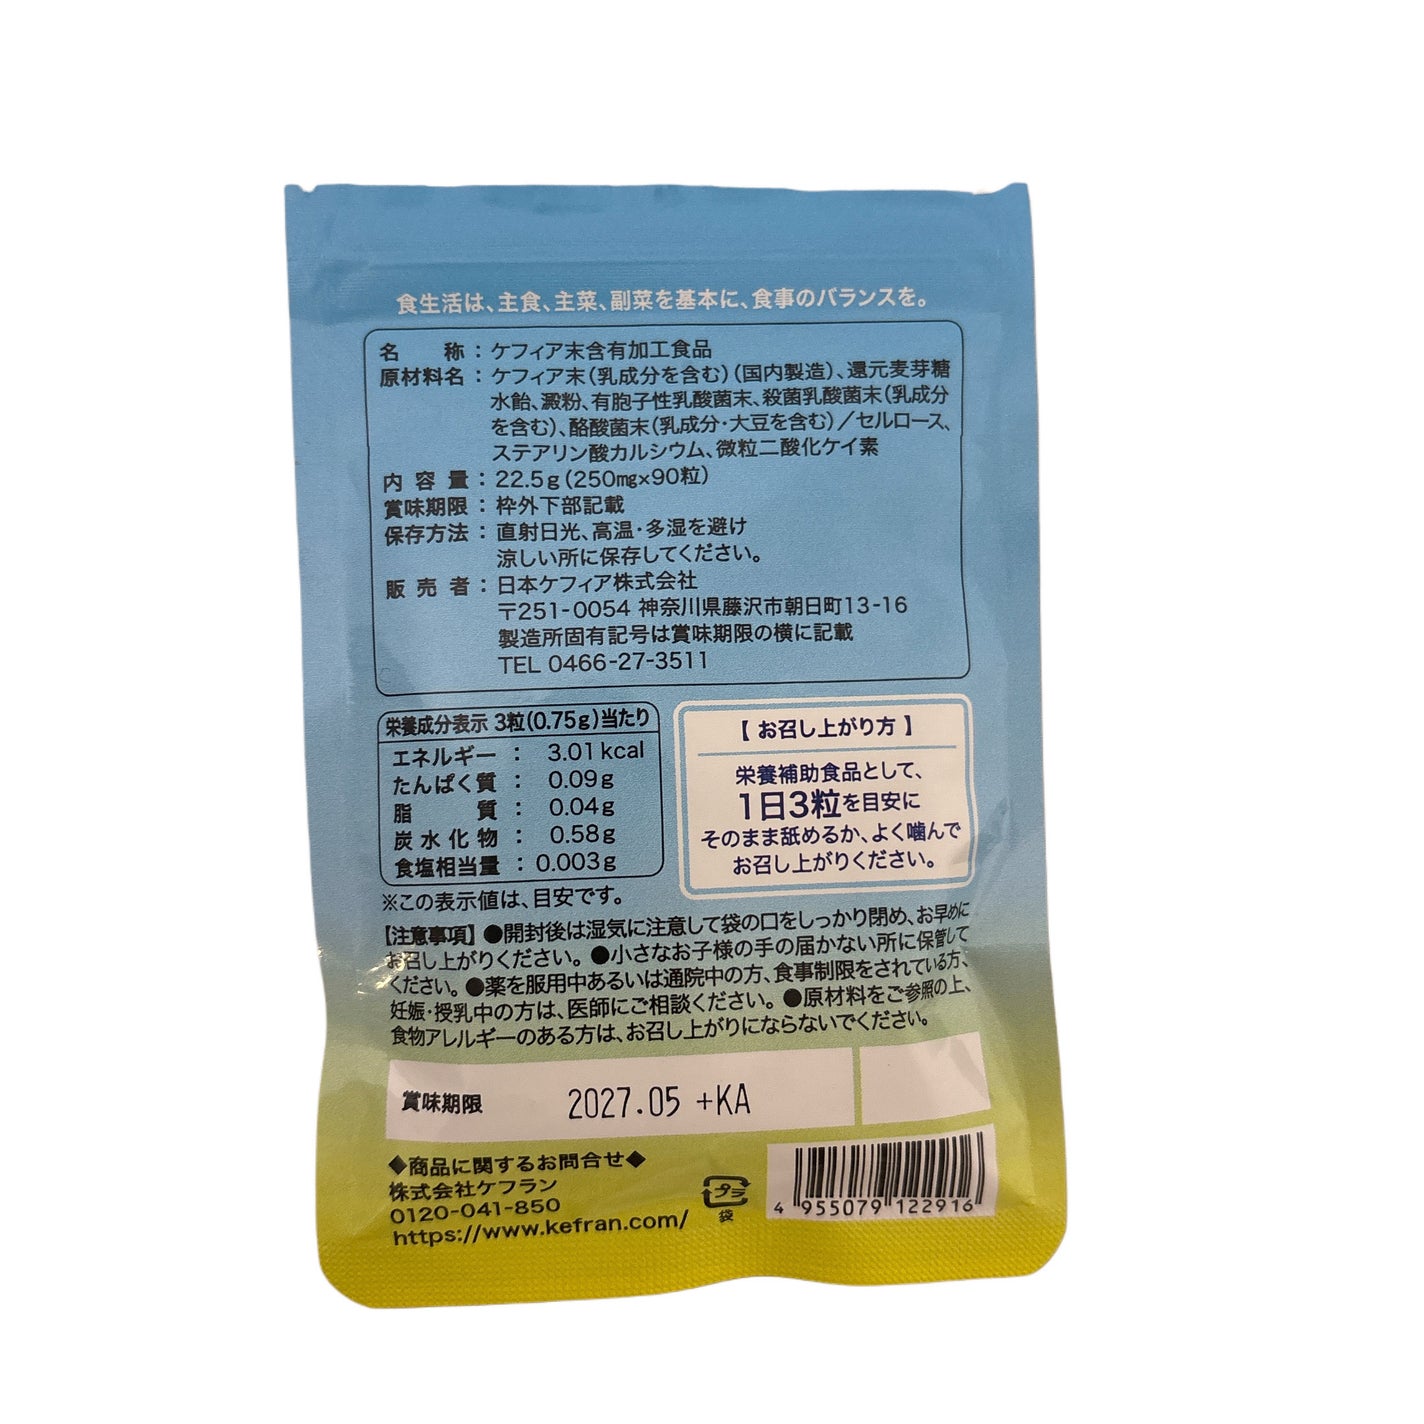 食生活は、主食、主菜、副菜を基本に、食事のバランスを。
名　　称：ケフィア末含有加工食品
原材料名：ケフィア末（乳成分を含む）（国内製造）、還元麦芽糖
水飴、澱粉、有胞子性乳酸菌末、殺菌乳酸菌末（乳成分
を含む）、酪酸菌末（乳成分・大豆を含む）／セルロース、
ステアリン酸カルシウム、微粒二酸化ケイ素
内 容 量：22.5g（250mg×90粒）
賞味期限：枠外下部記載
保存方法：直射日光、高温・多湿を避け
涼しい所に保存してください。
販 売 者：日本ケフィア株式会社
〒251-0054 神奈川県藤沢市朝日町13-16
製造所固有記号は賞味期限の横に記載
TEL 0466-27-3511
栄養成分表示 3粒（0.75g）当たり
エネルギー：3.01kcal
たんぱく質：0.09g
脂　　質：0.04g
炭水化物：0.58g
食塩相当量：0.003g
※この表示値は、目安です。
【お召し上がり方】
栄養補助食品として、
1日3粒を目安に
そのまま舐めるか、よく噛んで
お召し上がりください。
【注意事項】●開封後は湿気に注意して袋の口をしっかり閉め、お早めに
お召し上がりください。●小さなお子様の手の届かない所に保管して
ください。●薬を服用中あるいは通院中の方、食事制限をされている方、
妊娠・授乳中の方は、医師にご相談ください。●原材料をご参照の上、
食物アレルギーのある方は、お召し上がりにならないでください。
賞味期限 2027.05 +KA
◆商品に関するお問合せ◆
株式会社ケフラン
0120-041-850
https://www.kefran.com/
プラ
袋
4 955079 122916